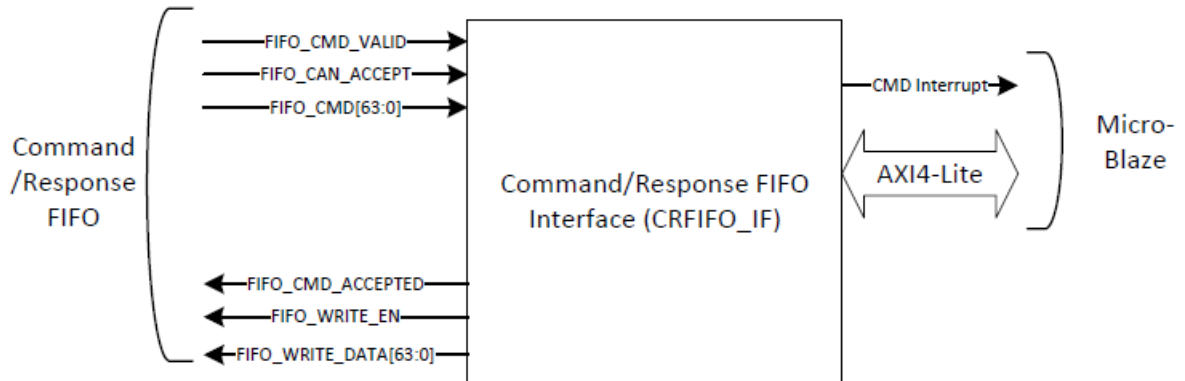 FIFO_CMD_VALID
FIFO_CAN_ACCEPT
FIFO_CMD[63:0]
Command
/Response
FIFO
Command/Response FIFO
Interface (CRFIFO_IF)
CMD Interrupt
AXI4-Lite
Micro-
Blaze
FIFO_CMD_ACCEPTED
FIFO_WRITE_EN
FIFO_WRITE_DATA[63:0]